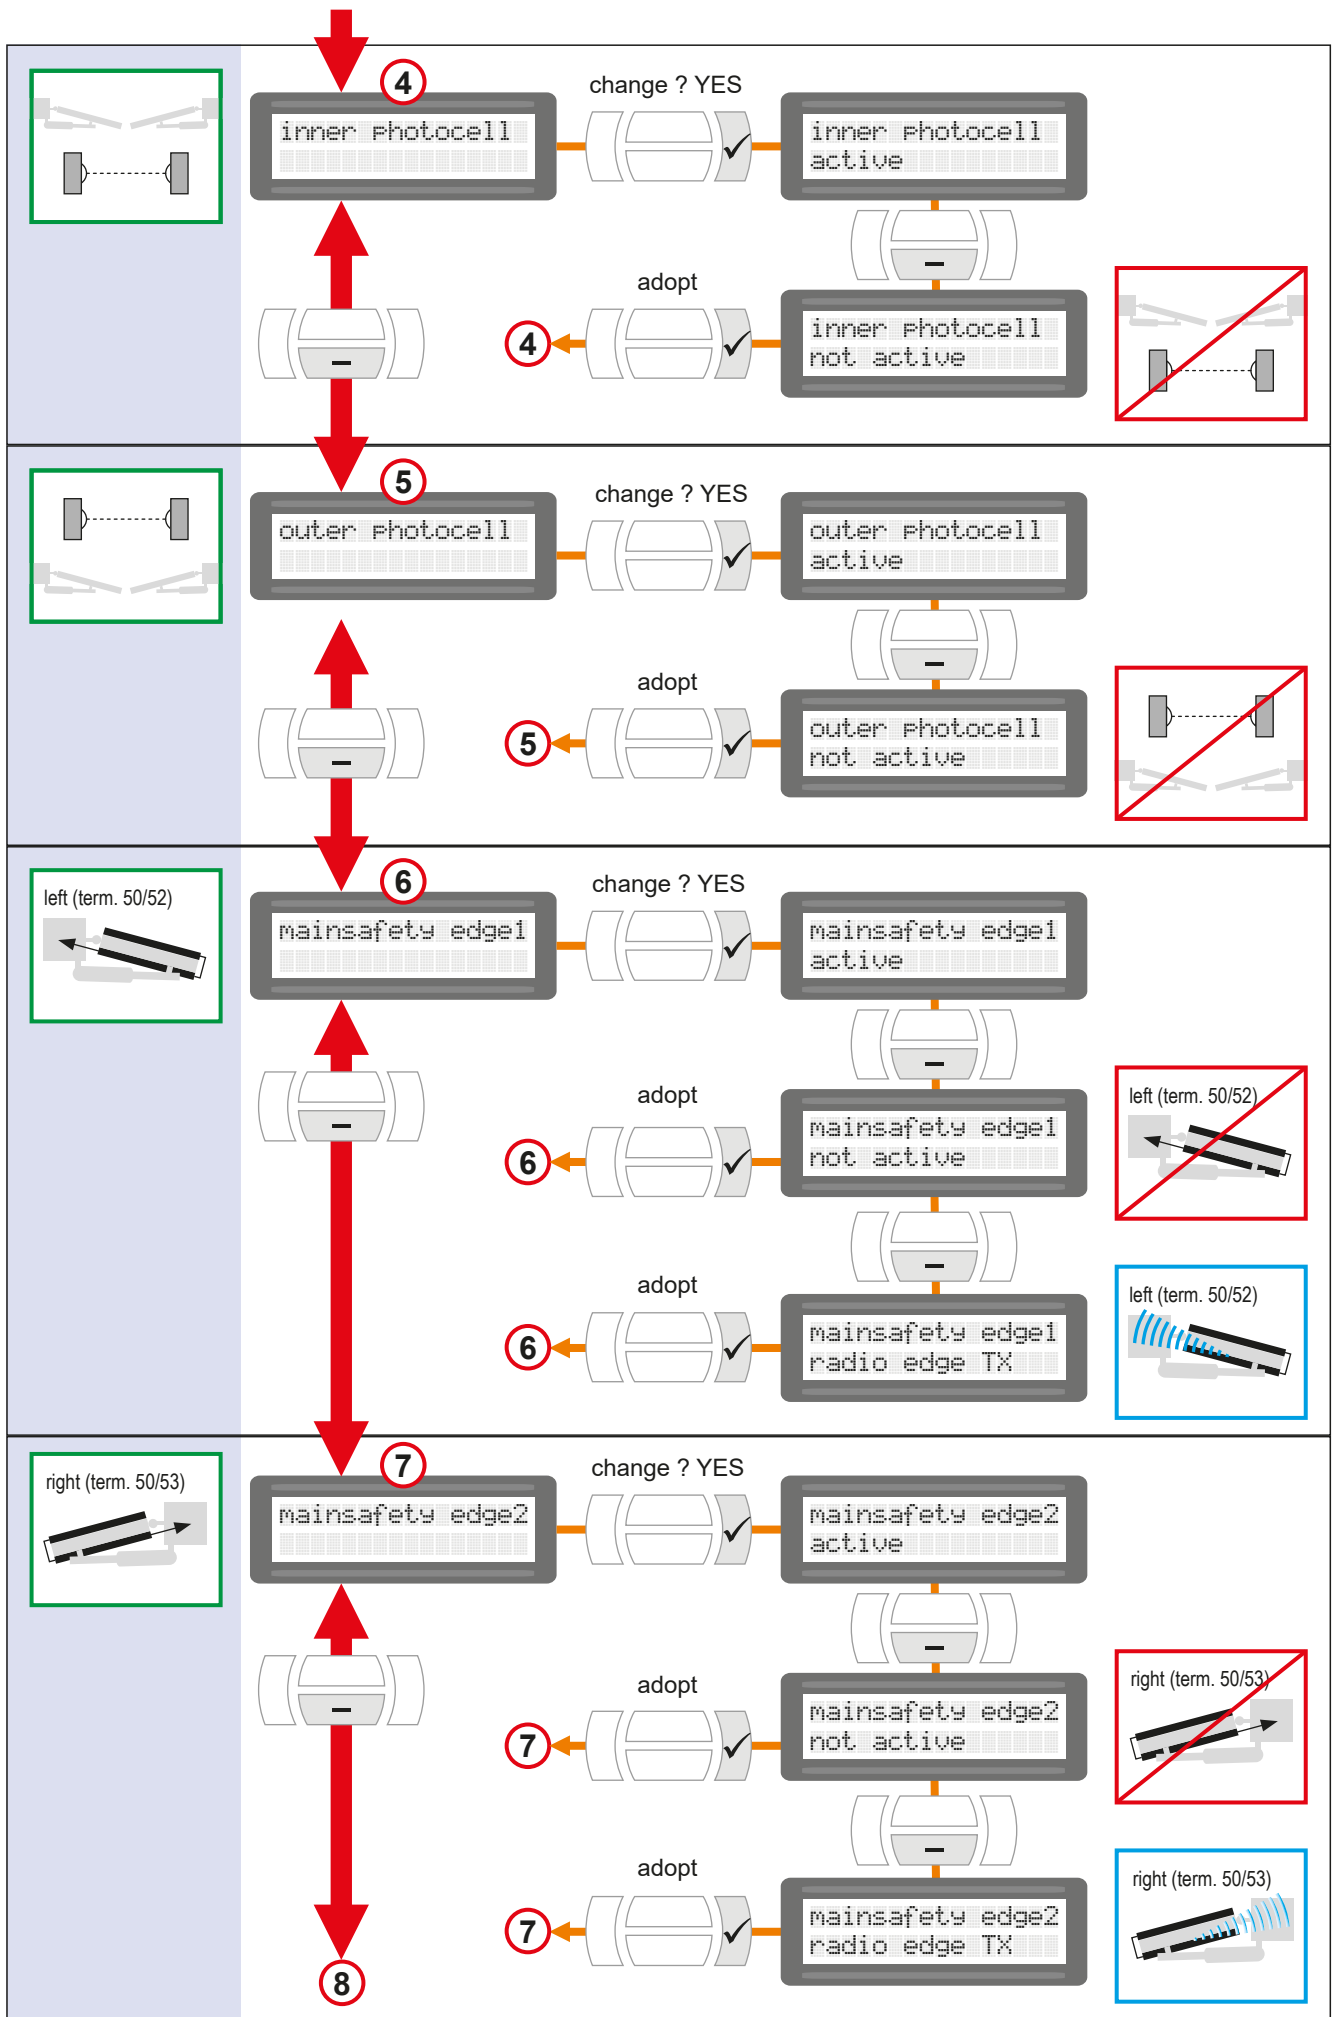 4
change ? YES
inner photocell
inner photocell
active
adopt
4
inner photocell
not active
5
change ? YES
outer photocell
outer photocell
active
adopt
5
outer photocell
not active
left (term. 50/52)
6
change ? YES
mainsafety edge1
mainsafety edge1
active
adopt
6
mainsafety edge1
not active
left (term. 50/52)
adopt
6
mainsafety edge1
radio edge TX
left (term. 50/52)
right (term. 50/53)
7
change ? YES
mainsafety edge2
mainsafety edge2
active
adopt
7
mainsafety edge2
not active
right (term. 50/53)
adopt
7
mainsafety edge2
radio edge TX
right (term. 50/53)
8